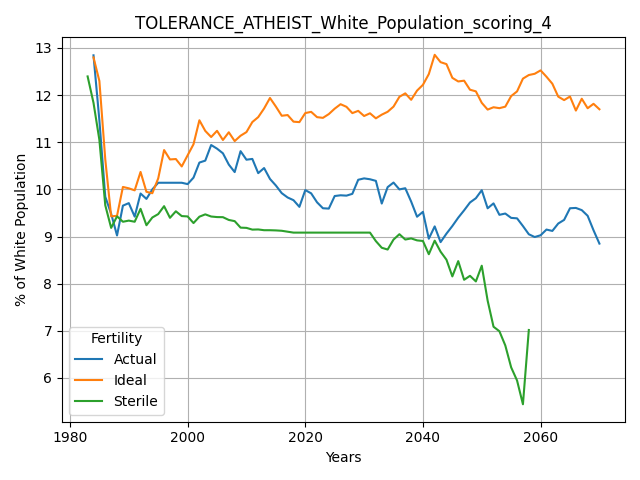 TOLERANCE_ATHEIST_White_Population_scoring_4
13
12
11
10
9
8
7
6
% of White Population
Fertility
Actual
Ideal
Sterile
1980
2000
2020
2040
2060
Years